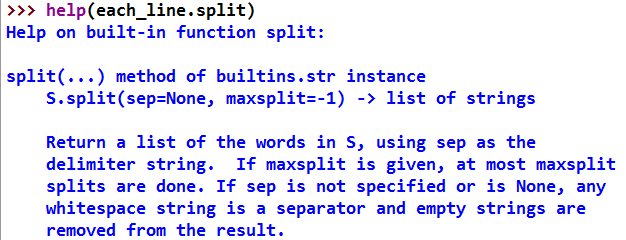 >>> help(each_line.split)
Help on built-in function split:

split(...) method of builtins.str instance
    S.split(sep=None, maxsplit=-1) -> list of strings

    Return a list of the words in S, using sep as the
    delimiter string.  If maxsplit is given, at most maxsplit
    splits are done. If sep is not specified or is None, any
    whitespace string is a separator and empty strings are
    removed from the result.